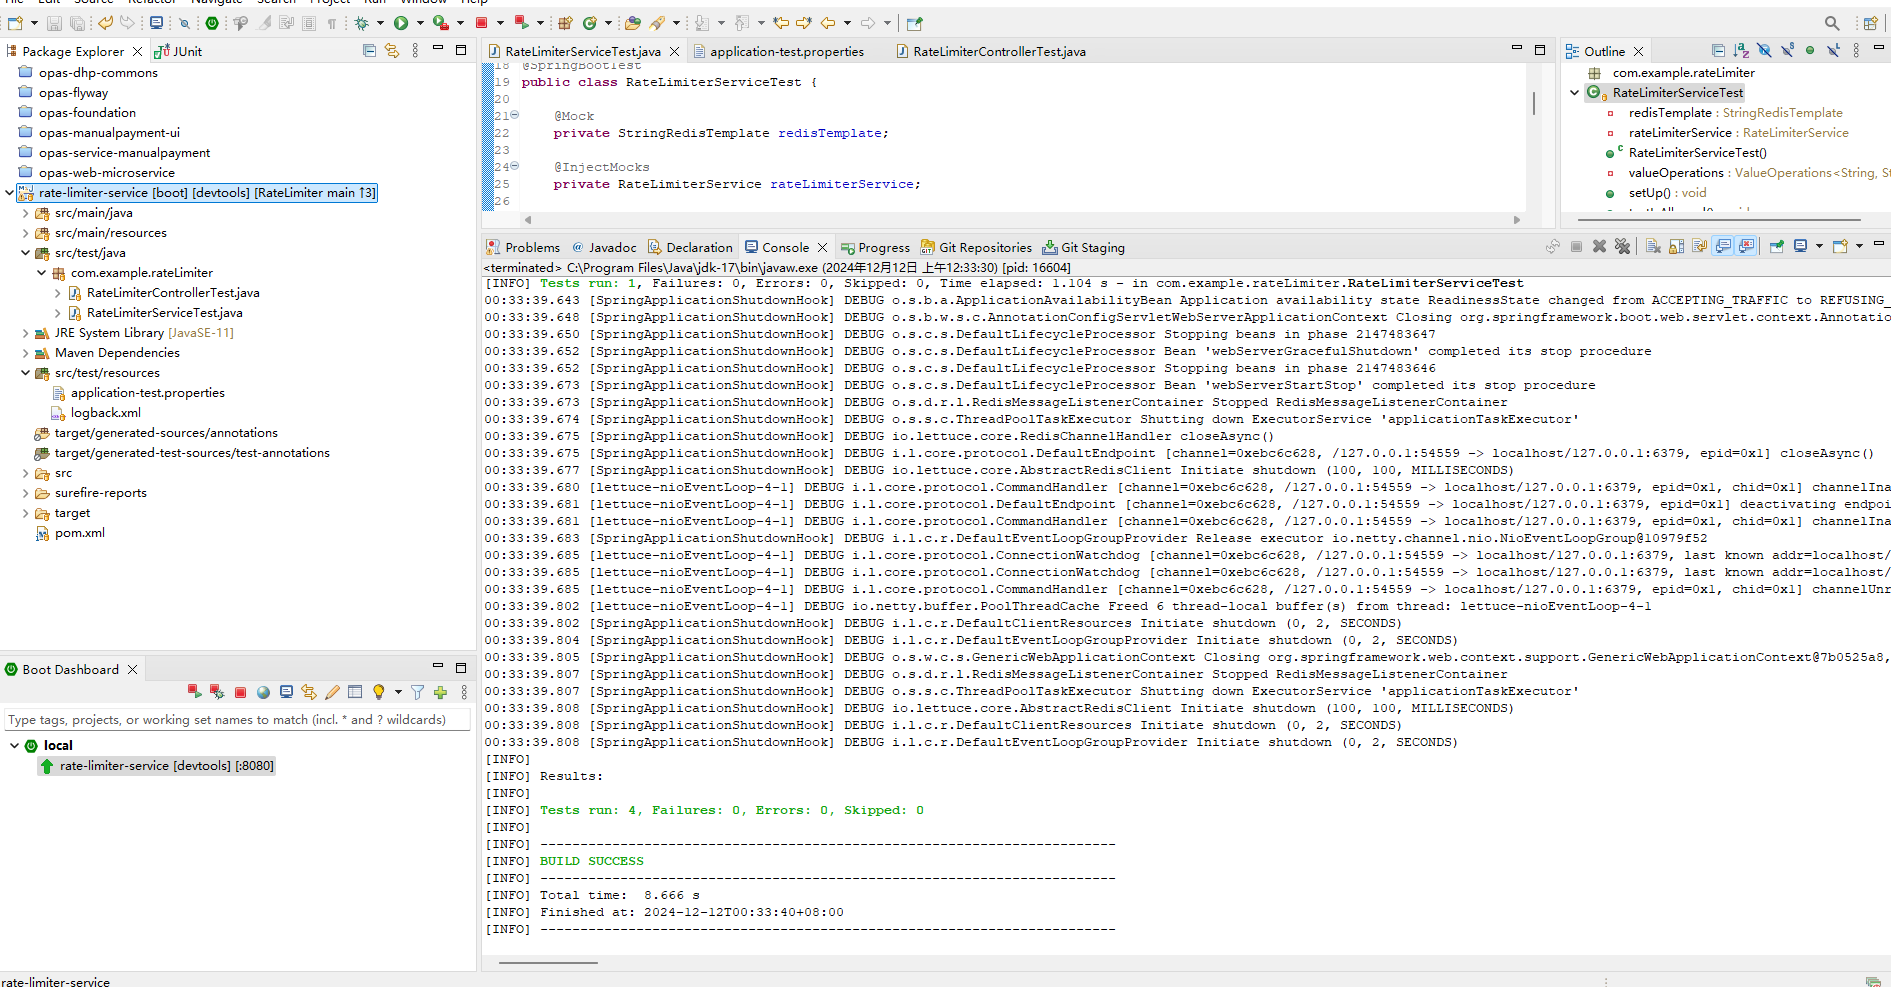 File Edit Source Refactor Navigate Search Project Run Window Help
Package Explorer
JUnit
opas-dhp-commons
opas-flyway
opas-foundation
opas-manualpayment-ui
opas-service-manualpayment
opas-web-microservice
rate-limiter-service [boot] [devtools] [RateLimiter main ↑3]
src/main/java
src/main/resources
src/test/java
com.example.rateLimiter
RateLimiterControllerTest.java
RateLimiterServiceTest.java
JRE System Library [JavaSE-11]
Maven Dependencies
src/test/resources
application-test.properties
logback.xml
target/generated-sources/annotations
target/generated-test-sources/test-annotations
src
surefire-reports
target
pom.xml
Boot Dashboard
Type tags, projects, or working set names to match (incl. * and ? wildcards)
local
rate-limiter-service [devtools] [:8080]
RateLimiterServiceTest.java
application-test.properties
RateLimiterControllerTest.java
18 @SpringBootTest
19 public class RateLimiterServiceTest {
20
21 @Mock
22 private StringRedisTemplate redisTemplate;
23
24 @InjectMocks
25 private RateLimiterService rateLimiterService;
26
Outline
com.example.rateLimiter
RateLimiterServiceTest
redisTemplate : StringRedisTemplate
rateLimiterService : RateLimiterService
RateLimiterServiceTest()
valueOperations : ValueOperations<String, St
setUp() : void
Problems @ Javadoc Declaration Console Progress Git Repositories Git Staging
<terminated> C:\Program Files\Java\jdk-17\bin\javaw.exe (2024年12月12日 上午12:33:30) [pid: 16604]
[INFO] Tests run: 1, Failures: 0, Errors: 0, Skipped: 0, Time elapsed: 1.104 s - in com.example.rateLimiter.RateLimiterServiceTest
00:33:39.643 [SpringApplicationShutdownHook] DEBUG o.s.b.a.ApplicationAvailabilityBean Application availability state ReadinessState changed from ACCEPTING_TRAFFIC to REFUSING_
00:33:39.648 [SpringApplicationShutdownHook] DEBUG o.s.b.w.s.c.AnnotationConfigServletWebServerApplicationContext Closing org.springframework.boot.web.servlet.context.Annotatio
00:33:39.650 [SpringApplicationShutdownHook] DEBUG o.s.c.s.DefaultLifecycleProcessor Stopping beans in phase 2147483647
00:33:39.652 [SpringApplicationShutdownHook] DEBUG o.s.c.s.DefaultLifecycleProcessor Bean 'webServerGracefulShutdown' completed its stop procedure
00:33:39.652 [SpringApplicationShutdownHook] DEBUG o.s.c.s.DefaultLifecycleProcessor Stopping beans in phase 2147483646
00:33:39.673 [SpringApplicationShutdownHook] DEBUG o.s.c.s.DefaultLifecycleProcessor Bean 'webServerStartStop' completed its stop procedure
00:33:39.673 [SpringApplicationShutdownHook] DEBUG o.s.d.r.l.RedisMessageListenerContainer Stopped RedisMessageListenerContainer
00:33:39.674 [SpringApplicationShutdownHook] DEBUG o.s.s.c.ThreadPoolTaskExecutor Shutting down ExecutorService 'applicationTaskExecutor'
00:33:39.675 [SpringApplicationShutdownHook] DEBUG io.lettuce.core.RedisChannelHandler closeAsync()
00:33:39.675 [SpringApplicationShutdownHook] DEBUG i.l.core.protocol.DefaultEndpoint [channel=0xebc6c628, /127.0.0.1:54559 -> localhost/127.0.0.1:6379, epid=0x1] closeAsync()
00:33:39.677 [SpringApplicationShutdownHook] DEBUG io.lettuce.core.AbstractRedisClient Initiate shutdown (100, 100, MILLISECONDS)
00:33:39.680 [lettuce-nioEventLoop-4-1] DEBUG i.l.core.protocol.CommandHandler [channel=0xebc6c628, /127.0.0.1:54559 -> localhost/127.0.0.1:6379, epid=0x1, chid=0x1] channelIna
00:33:39.681 [lettuce-nioEventLoop-4-1] DEBUG i.l.core.protocol.DefaultEndpoint [channel=0xebc6c628, /127.0.0.1:54559 -> localhost/127.0.0.1:6379, epid=0x1] deactivating endpoi
00:33:39.681 [lettuce-nioEventLoop-4-1] DEBUG i.l.core.protocol.CommandHandler [channel=0xebc6c628, /127.0.0.1:54559 -> localhost/127.0.0.1:6379, epid=0x1, chid=0x1] channelIna
00:33:39.683 [SpringApplicationShutdownHook] DEBUG i.l.c.r.DefaultEventLoopGroupProvider Release executor io.netty.channel.nio.NioEventLoopGroup@10979f52
00:33:39.685 [lettuce-nioEventLoop-4-1] DEBUG i.l.core.protocol.ConnectionWatchdog [channel=0xebc6c628, /127.0.0.1:54559 -> localhost/127.0.0.1:6379, last known addr=localhost/
00:33:39.685 [lettuce-nioEventLoop-4-1] DEBUG i.l.core.protocol.ConnectionWatchdog [channel=0xebc6c628, /127.0.0.1:54559 -> localhost/127.0.0.1:6379, last known addr=localhost/
00:33:39.685 [lettuce-nioEventLoop-4-1] DEBUG i.l.core.protocol.CommandHandler [channel=0xebc6c628, /127.0.0.1:54559 -> localhost/127.0.0.1:6379, epid=0x1, chid=0x1] channelUnr
00:33:39.802 [lettuce-nioEventLoop-4-1] DEBUG io.netty.buffer.PoolThreadCache Freed 6 thread-local buffer(s) from thread: lettuce-nioEventLoop-4-1
00:33:39.802 [SpringApplicationShutdownHook] DEBUG i.l.c.r.DefaultClientResources Initiate shutdown (0, 2, SECONDS)
00:33:39.804 [SpringApplicationShutdownHook] DEBUG i.l.c.r.DefaultEventLoopGroupProvider Initiate shutdown (0, 2, SECONDS)
00:33:39.805 [SpringApplicationShutdownHook] DEBUG o.s.w.c.s.GenericWebApplicationContext Closing org.springframework.web.context.support.GenericWebApplicationContext@7b0525a8,
00:33:39.807 [SpringApplicationShutdownHook] DEBUG o.s.d.r.l.RedisMessageListenerContainer Stopped RedisMessageListenerContainer
00:33:39.807 [SpringApplicationShutdownHook] DEBUG o.s.s.c.ThreadPoolTaskExecutor Shutting down ExecutorService 'applicationTaskExecutor'
00:33:39.808 [SpringApplicationShutdownHook] DEBUG io.lettuce.core.AbstractRedisClient Initiate shutdown (100, 100, MILLISECONDS)
00:33:39.808 [SpringApplicationShutdownHook] DEBUG i.l.c.r.DefaultClientResources Initiate shutdown (0, 2, SECONDS)
00:33:39.808 [SpringApplicationShutdownHook] DEBUG i.l.c.r.DefaultEventLoopGroupProvider Initiate shutdown (0, 2, SECONDS)
[INFO]
[INFO] Results:
[INFO]
[INFO] Tests run: 4, Failures: 0, Errors: 0, Skipped: 0
[INFO]
[INFO] ------------------------------------------------------------------------
[INFO] BUILD SUCCESS
[INFO] ------------------------------------------------------------------------
[INFO] Total time:  8.666 s
[INFO] Finished at: 2024-12-12T00:33:40+08:00
[INFO] ------------------------------------------------------------------------
rate-limiter-service